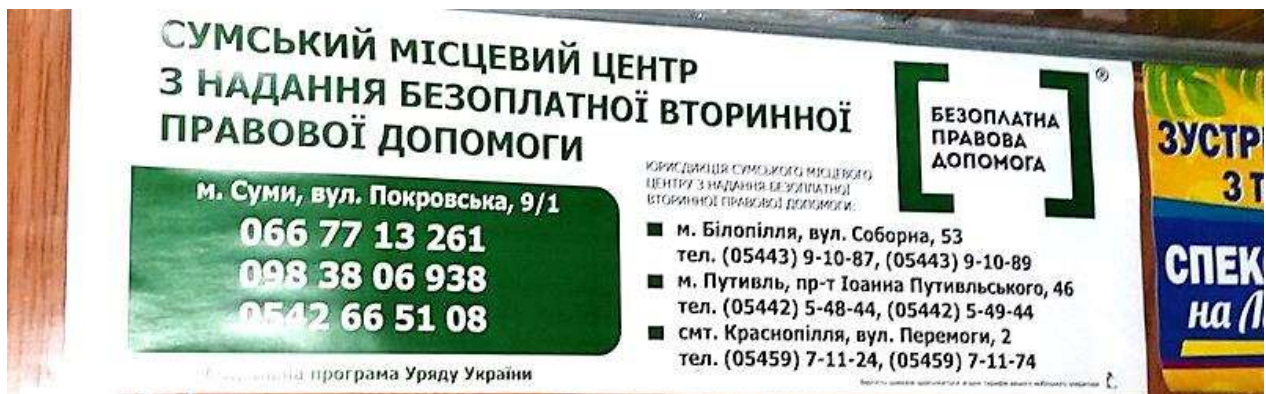 СУМСЬКИЙ МІСЦЕВИЙ ЦЕНТР
З НАДАННЯ БЕЗОПЛАТНОЇ ВТОРИННОЇ
ПРАВОВОЇ ДОПОМОГИ
м. Суми, вул. Покровська, 9/1
066 77 13 261
098 38 06 938
0542 66 51 08
програма Уряду України
ЮРИСДИКЦІЯ СУМСЬКОГО МІСЦЕВОГО
ЦЕНТРУ З НАДАННЯ БЕЗОПЛАТНОЇ
ВТОРИННОЇ ПРАВОВОЇ ДОПОМОГИ:
м. Білопілля, вул. Соборна, 53
тел. (05443) 9-10-87, (05443) 9-10-89
м. Путивль, пр-т Іоанна Путивльського, 46
тел. (05442) 5-48-44, (05442) 5-49-44
смт. Краснопілля, вул. Перемоги, 2
тел. (05459) 7-11-24, (05459) 7-11-74
БЕЗОПЛАТНА
ПРАВОВА
ДОПОМОГА
®
ЗУСТР
З Т
СПЕК
на